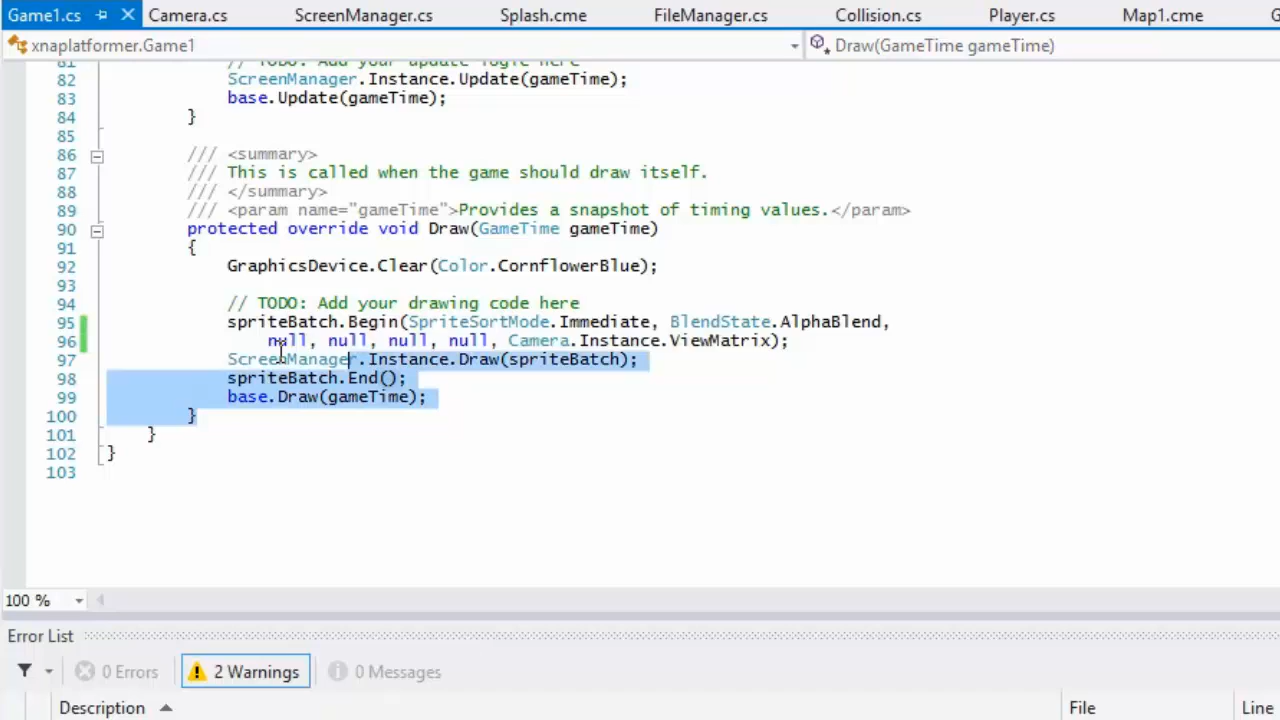 Game1.cs Camera.cs ScreenManager.cs Splash.cme FileManager.cs Collision.cs Player.cs Map1.cme
xnaplatformer.Game1 Draw(GameTime gameTime)
81 // TODO: Add your update logic here
82 ScreenManager.Instance.Update(gameTime);
83 base.Update(gameTime);
84 }
85
86 /// <summary>
87 /// This is called when the game should draw itself.
88 /// </summary>
89 /// <param name="gameTime">Provides a snapshot of timing values.</param>
90 protected override void Draw(GameTime gameTime)
91 {
92 GraphicsDevice.Clear(Color.CornflowerBlue);
93
94 // TODO: Add your drawing code here
95 spriteBatch.Begin(SpriteSortMode.Immediate, BlendState.AlphaBlend,
96 null, null, null, null, Camera.Instance.ViewMatrix);
97 ScreenManager.Instance.Draw(spriteBatch);
98 spriteBatch.End();
99 base.Draw(gameTime);
100 }
101 }
102 }
103
100 %
Error List
0 Errors 2 Warnings 0 Messages
Description File Line